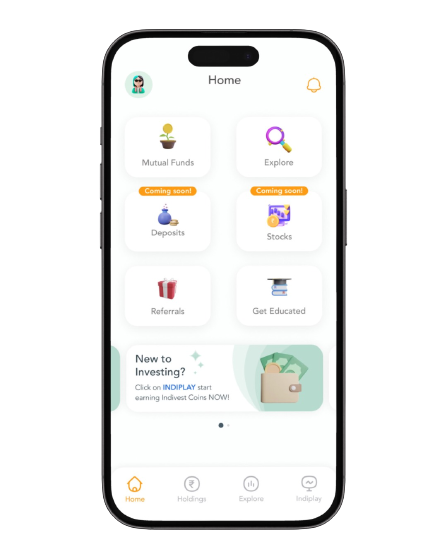 Home
Mutual Funds
Explore
Coming soon!
Coming soon!
Deposits
Stocks
Referrals
Get Educated
New to
Investing?
Click on INDIPLAY start
earning Indivest Coins NOW!
Home
Holdings
Explore
Indiplay